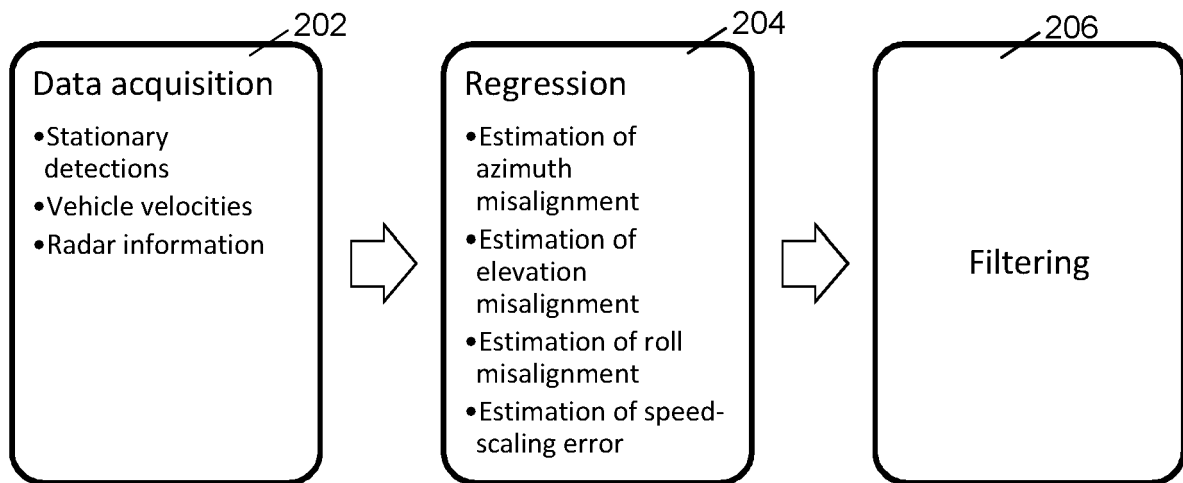 202
Data acquisition
•Stationary
detections
•Vehicle velocities
•Radar information
204
Regression
•Estimation of
azimuth
misalignment
•Estimation of
elevation
misalignment
•Estimation of roll
misalignment
•Estimation of speed-
scaling error
206
Filtering